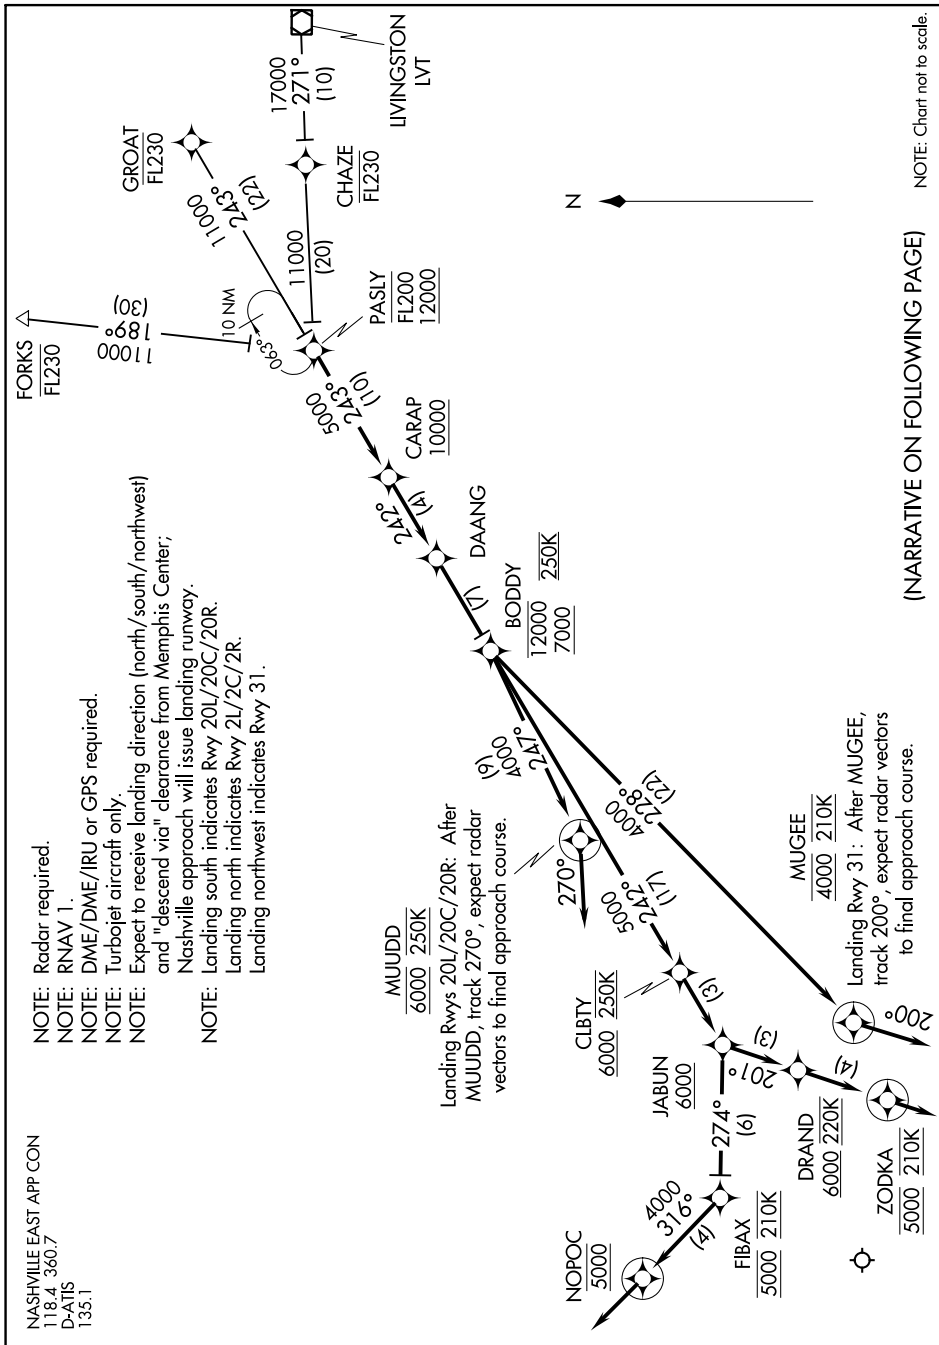 NASHVILLE EAST APP CON
118.4 360.7
D-ATIS
135.1
NOTE: Radar required.
NOTE: RNAV 1.
NOTE: DME/DME/IRU or GPS required.
NOTE: Turbojet aircraft only.
NOTE: Expect to receive landing direction (north/south/northwest)
and "descend via" clearance from Memphis Center;
Nashville approach will issue landing runway.
NOTE: Landing south indicates Rwy 20L/20C/20R.
Landing north indicates Rwy 2L/2C/2R.
Landing northwest indicates Rwy 31.
FORKS
FL230
11000
189°
(30)
GROAT
FL230
11000
243°
(22)
10 NM
063°
17000
271°
(10)
LIVINGSTON
LVT
CHAZE
FL230
11000
(20)
PASLY
FL200
12000
5000
243°
(10)
CARAP
10000
242°
(4)
DAANG
(7)
BODDY
12000 250K
7000
(9)
4000
247°
MUUDD
6000 250K
Landing Rwys 20L/20C/20R: After
MUUDD, track 270°, expect radar
vectors to final approach course.
270°
5000
242°
(17)
4000
228°
(22)
CLBTY
6000 250K
(3)
JABUN
6000
274°
(6)
201°
(3)
DRAND
6000 220K
(4)
ZODKA
5000 210K
FIBAX
5000 210K
4000
316°
(4)
NOPOC
5000
MUGEE
4000 210K
Landing Rwy 31: After MUGEE,
track 200°, expect radar vectors
to final approach course.
200°
N
(NARRATIVE ON FOLLOWING PAGE)
NOTE: Chart not to scale.